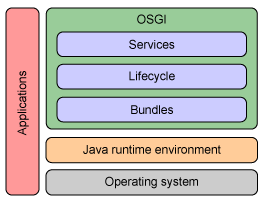 Applications
OSGI
Services
Lifecycle
Bundles
Java runtime environment
Operating system